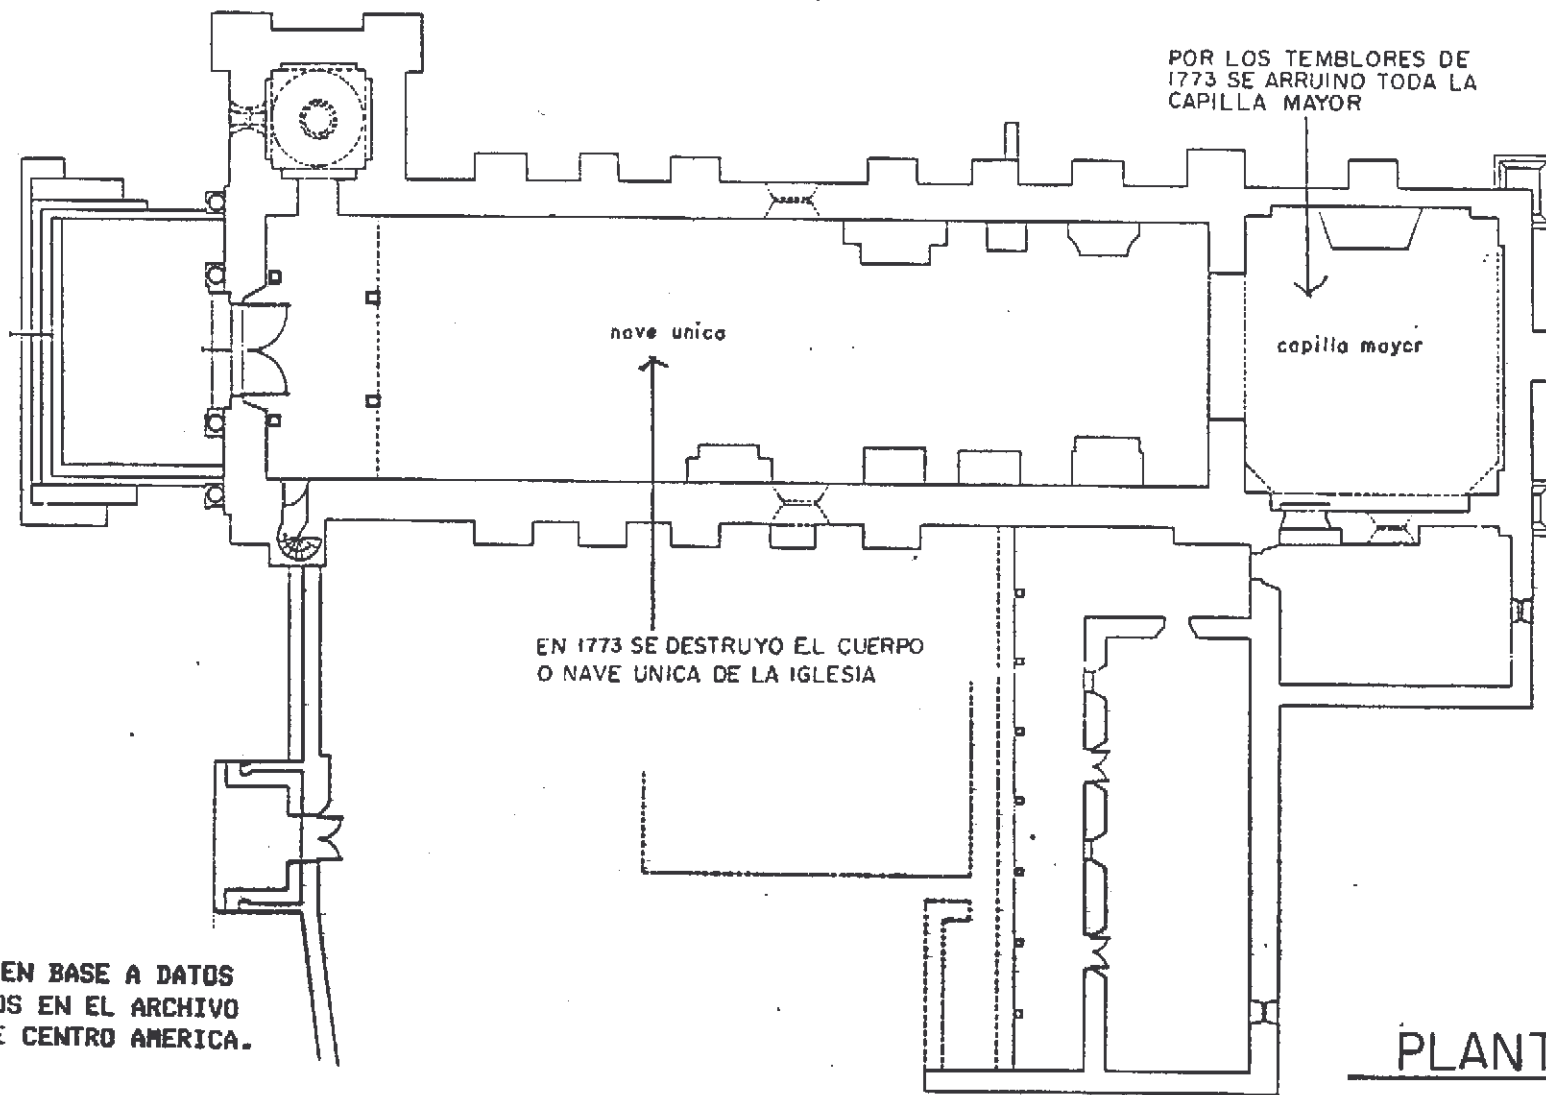 POR LOS TEMBLORES DE
1773 SE ARRUINO TODA LA
CAPILLA MAYOR
nave unica
capilla mayor
EN 1773 SE DESTRUYO EL CUERPO
O NAVE UNICA DE LA IGLESIA
EN BASE A DATOS
OS EN EL ARCHIVO
E CENTRO AMERICA.
PLANT